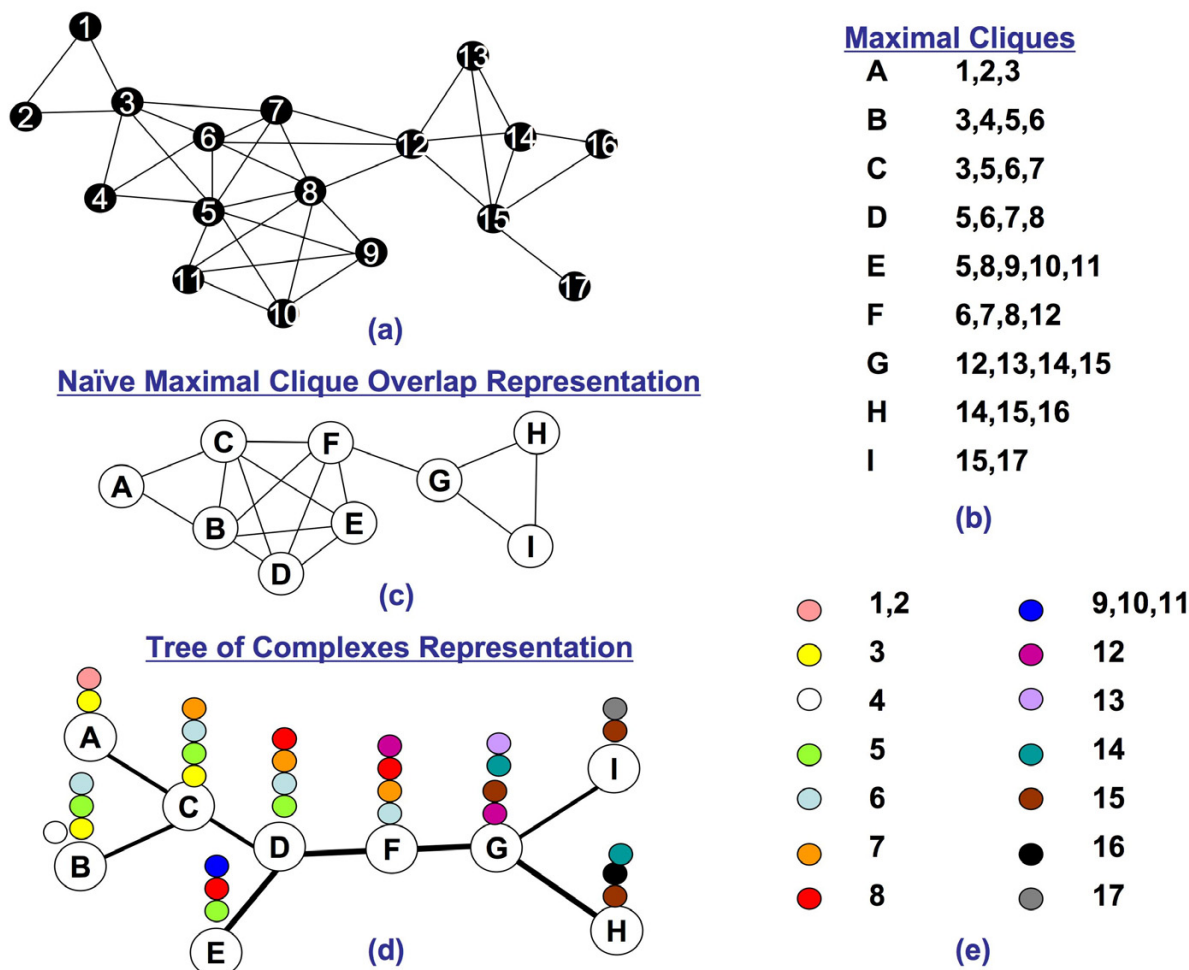 1
2
3
4
5
6
7
8
9
10
11
12
13
14
15
16
17
(a)
Naïve Maximal Clique Overlap Representation
A
B
C
D
E
F
G
H
I
(c)
Tree of Complexes Representation
A
B
C
D
E
F
G
H
I
(d)
Maximal Cliques
A 1,2,3
B 3,4,5,6
C 3,5,6,7
D 5,6,7,8
E 5,8,9,10,11
F 6,7,8,12
G 12,13,14,15
H 14,15,16
I 15,17
(b)
1,2 9,10,11
3 12
4 13
5 14
6 15
7 16
8 17
(e)